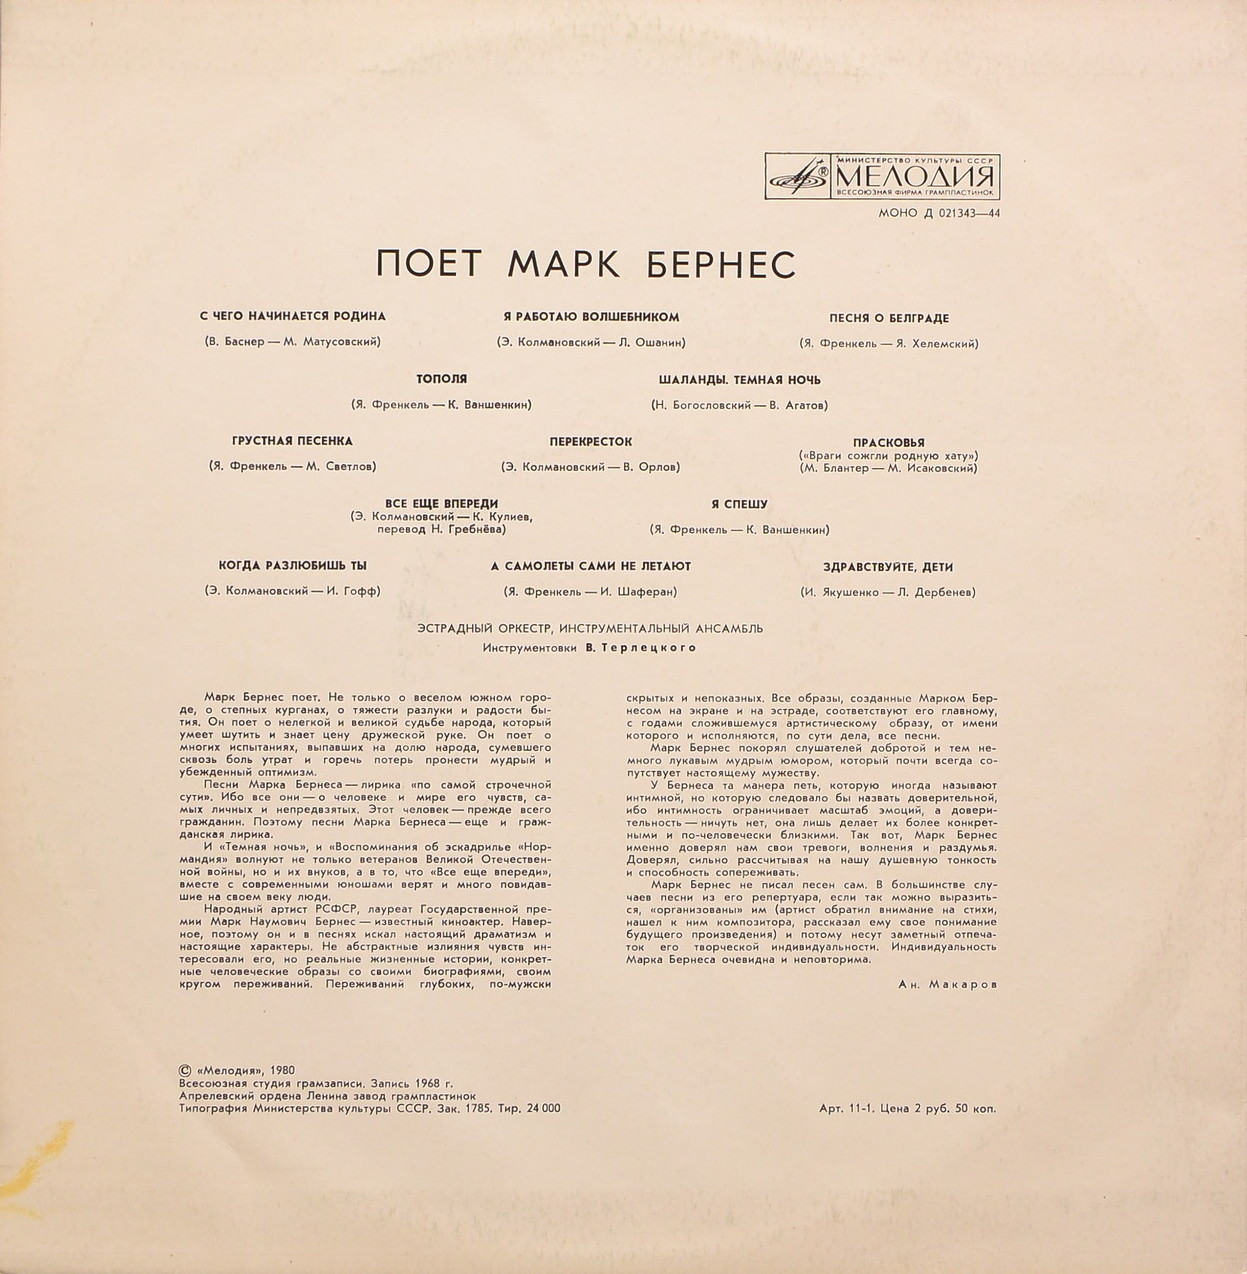 МИНИСТЕРСТВО КУЛЬТУРЫ СССР
МЕЛОДИЯ
ВСЕСОЮЗНАЯ ФИРМА ГРАМПЛАСТИНОК
МОНО Д 021343—44
ПОЕТ МАРК БЕРНЕС
С ЧЕГО НАЧИНАЕТСЯ РОДИНА
(В. Баснер — М. Матусовский)
Я РАБОТАЮ ВОЛШЕБНИКОМ
(Э. Колмановский — Л. Ошанин)
ПЕСНЯ О БЕЛГРАДЕ
(Я. Френкель — Я. Хелемский)
ТОПОЛЯ
(Я. Френкель — К. Ваншенкин)
ШАЛАНДЫ. ТЕМНАЯ НОЧЬ
(Н. Богословский — В. Агатов)
ГРУСТНАЯ ПЕСЕНКА
(Я. Френкель — М. Светлов)
ПЕРЕКРЕСТОК
(Э. Колмановский — В. Орлов)
ПРАСКОВЬЯ
(«Враги сожгли родную хату»)
(М. Блантер — М. Исаковский)
ВСЕ ЕЩЕ ВПЕРЕДИ
(Э. Колмановский — К. Кулиев,
перевод Н. Гребнёва)
Я СПЕШУ
(Я. Френкель — К. Ваншенкин)
КОГДА РАЗЛЮБИШЬ ТЫ
(Э. Колмановский — И. Гофф)
А САМОЛЕТЫ САМИ НЕ ЛЕТАЮТ
(Я. Френкель — И. Шаферан)
ЗДРАВСТВУЙТЕ, ДЕТИ
(И. Якушенко — Л. Дербенев)
ЭСТРАДНЫЙ ОРКЕСТР, ИНСТРУМЕНТАЛЬНЫЙ АНСАМБЛЬ
Инструментовки В. Терлецкого
Марк Бернес поет. Не только о веселом южном горо-
де, о степных курганах, о тяжести разлуки и радости бы-
тия. Он поет о нелегкой и великой судьбе народа, который
умеет шутить и знает цену дружеской руке. Он поет о
многих испытаниях, выпавших на долю народа, сумевшего
сквозь боль утрат и горечь потерь пронести мудрый и
убежденный оптимизм.
Песни Марка Бернеса — лирика «по самой строчечной
сути». Ибо все они — о человеке и мире его чувств, са-
мых личных и непредвзятых. Этот человек — прежде всего
гражданин. Поэтому песни Марка Бернеса — еще и граж-
данская лирика.
И «Темная ночь», и «Воспоминания об эскадрилье «Нор-
мандия» волнуют не только ветеранов Великой Отечествен-
ной войны, но и их внуков, а в то, что «Все еще впереди»,
вместе с современными юношами верят и много повидав-
шие на своем веку люди.
Народный артист РСФСР, лауреат Государственной пре-
мии Марк Наумович Бернес — известный киноактер. Навер-
ное, поэтому он и в песнях искал настоящий драматизм и
настоящие характеры. Не абстрактные излияния чувств ин-
тересовали его, но реальные жизненные истории, конкрет-
ные человеческие образы со своими биографиями, своим
кругом переживаний. Переживаний глубоких, по-мужски
скрытых и непоказных. Все образы, созданные Марком Бер-
несом на экране и на эстраде, соответствуют его главному,
с годами сложившемуся артистическому образу, от имени
которого и исполняются, по сути дела, все песни.
Марк Бернес покорял слушателей добротой и тем не-
много лукавым мудрым юмором, который почти всегда со-
путствует настоящему мужеству.
У Бернеса та манера петь, которую иногда называют
интимной, но которую следовало бы назвать доверительной,
ибо интимность ограничивает масштаб эмоций, а довери-
тельность — ничуть нет, она лишь делает их более конкрет-
ными и по-человечески близкими. Так вот, Марк Бернес
именно доверял нам свои тревоги, волнения и раздумья.
Доверял, сильно рассчитывая на нашу душевную тонкость
и способность сопереживать.
Марк Бернес не писал песен сам. В большинстве слу-
чаев песни из его репертуара, если так можно выразить-
ся, «организованы» им (артист обратил внимание на стихи,
нашел к ним композитора, рассказал ему свое понимание
будущего произведения) и потому несут заметный отпеча-
ток его творческой индивидуальности. Индивидуальность
Марка Бернеса очевидна и неповторима.
Ан. Макаров
© «Мелодия», 1980
Всесоюзная студия грамзаписи. Запись 1968 г.
Апрелевский ордена Ленина завод грампластинок
Типография Министерства культуры СССР. Зак. 1785. Тир. 24 000
Арт. 11-1. Цена 2 руб. 50 коп.